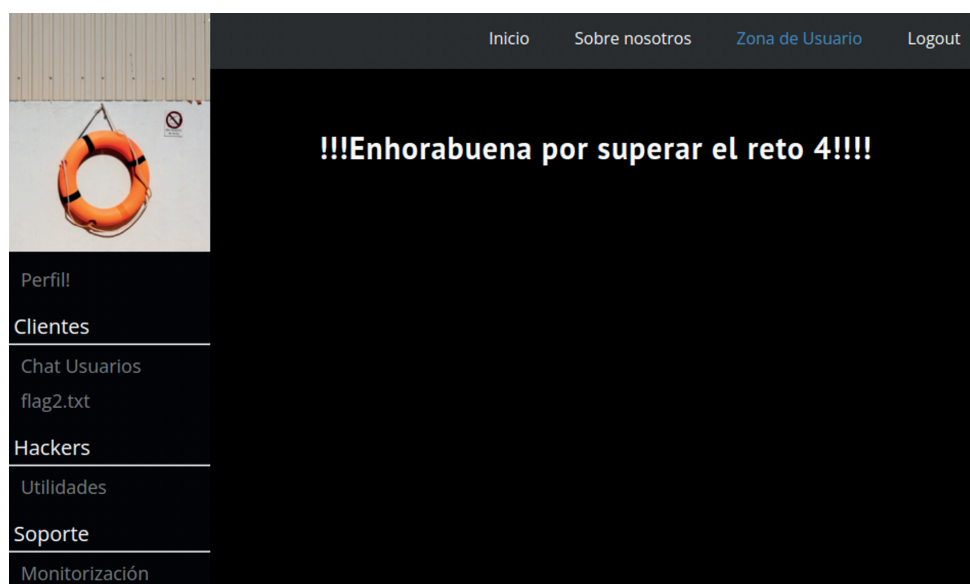 Inicio Sobre nosotros Zona de Usuario Logout
!!!Enhorabuena por superar el reto 4!!!!
Perfil!
Clientes
Chat Usuarios
flag2.txt
Hackers
Utilidades
Soporte
Monitorización